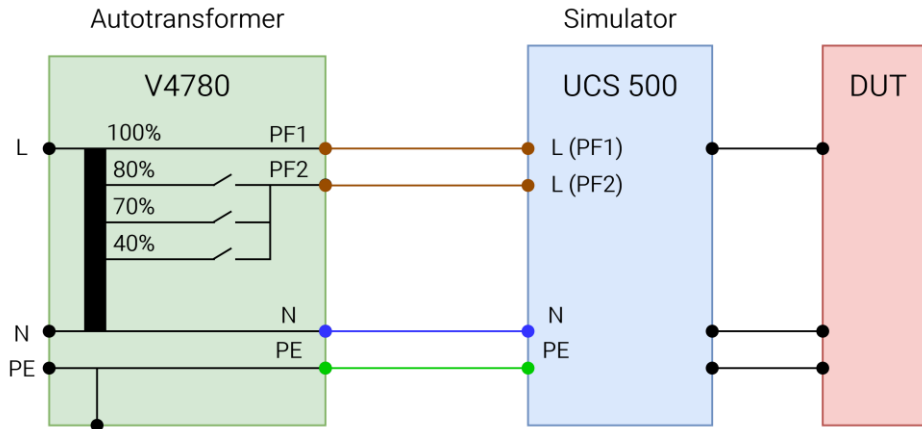 Autotransformer
Simulator
V4780
UCS 500
DUT
L
100%
PF1
L (PF1)
80%
PF2
L (PF2)
70%
40%
N
N
N
PE
PE
PE